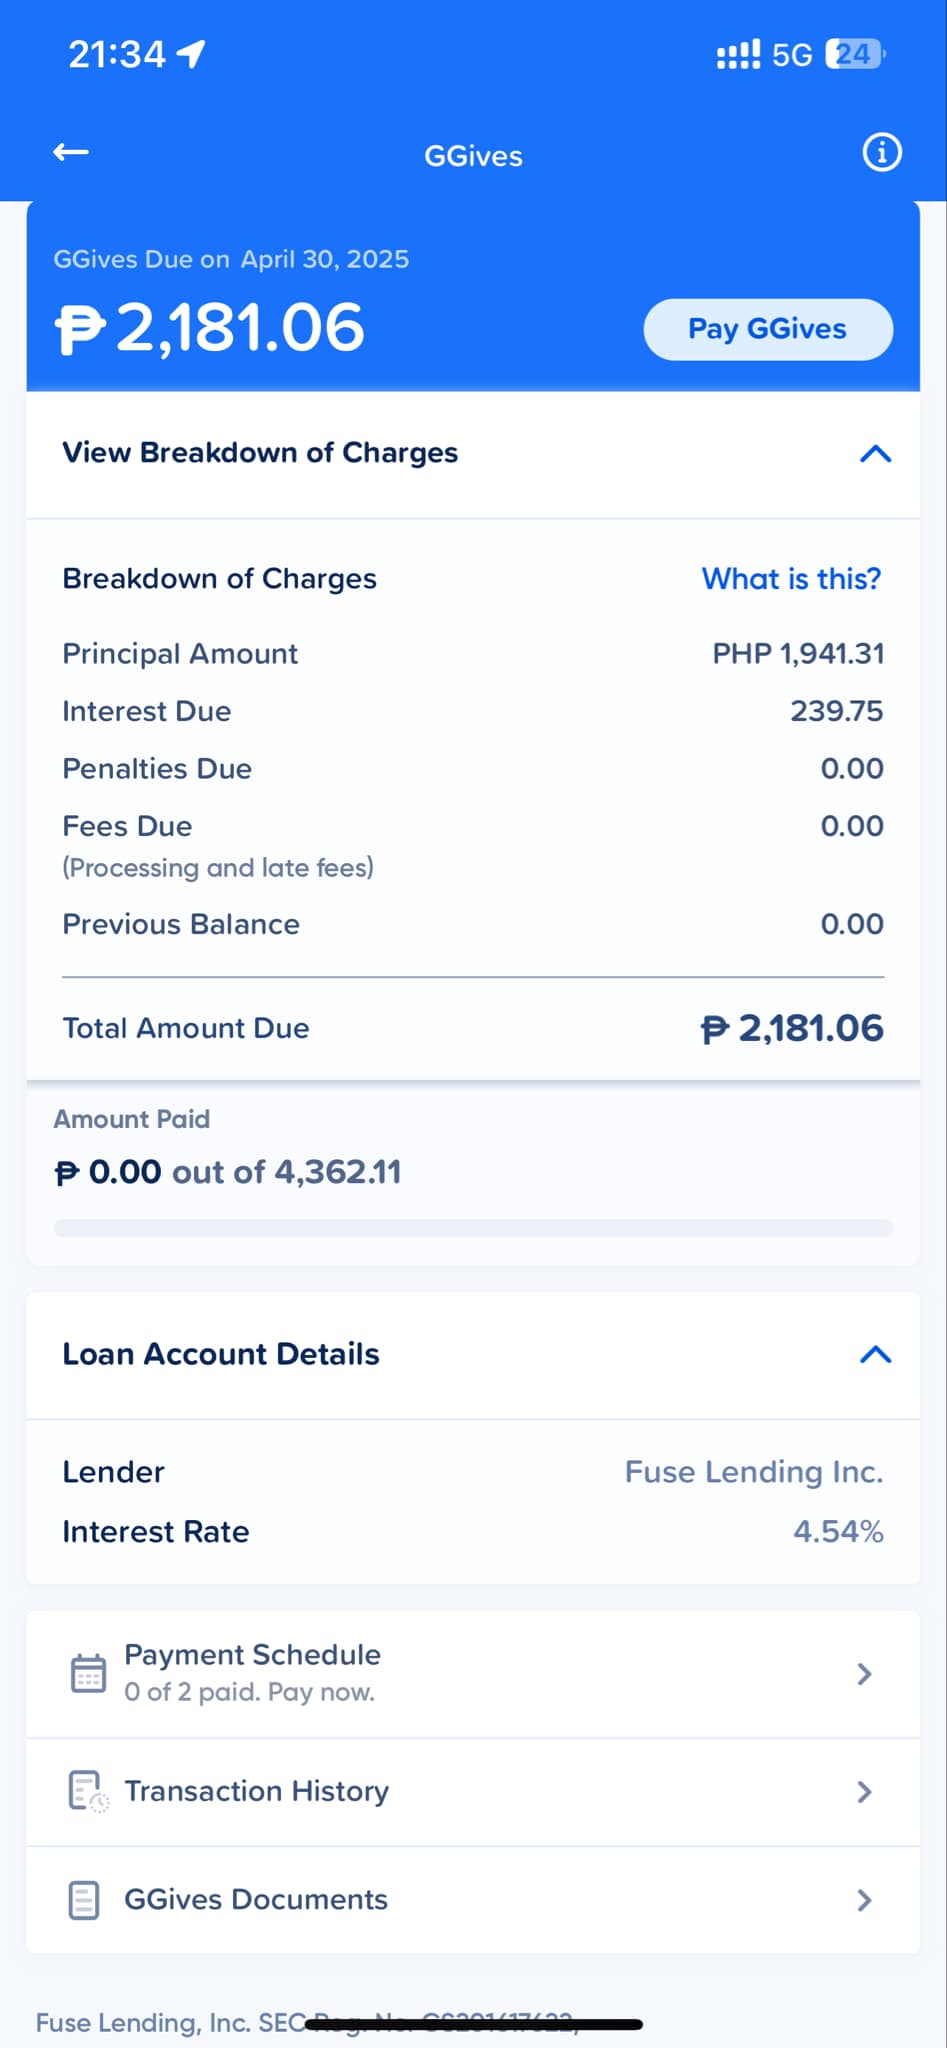 21:34
5G 24
GGives
GGives Due on April 30, 2025
₱2,181.06
Pay GGives
View Breakdown of Charges
Breakdown of Charges What is this?
Principal Amount PHP 1,941.31
Interest Due 239.75
Penalties Due 0.00
Fees Due 0.00
(Processing and late fees)
Previous Balance 0.00
Total Amount Due ₱ 2,181.06
Amount Paid
₱ 0.00 out of 4,362.11
Loan Account Details
Lender Fuse Lending Inc.
Interest Rate 4.54%
Payment Schedule
0 of 2 paid. Pay now.
Transaction History
GGives Documents
Fuse Lending, Inc. SEC Reg. No.